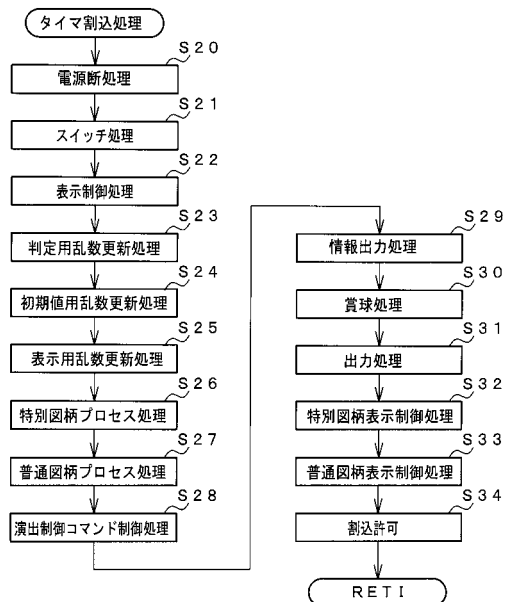 タイマ割込処理
S20
電源断処理
S21
スイッチ処理
S22
表示制御処理
S23
判定用乱数更新処理
S24
初期値用乱数更新処理
S25
表示用乱数更新処理
S26
特別図柄プロセス処理
S27
普通図柄プロセス処理
S28
演出制御コマンド制御処理
S29
情報出力処理
S30
賞球処理
S31
出力処理
S32
特別図柄表示制御処理
S33
普通図柄表示制御処理
S34
割込許可
RETI